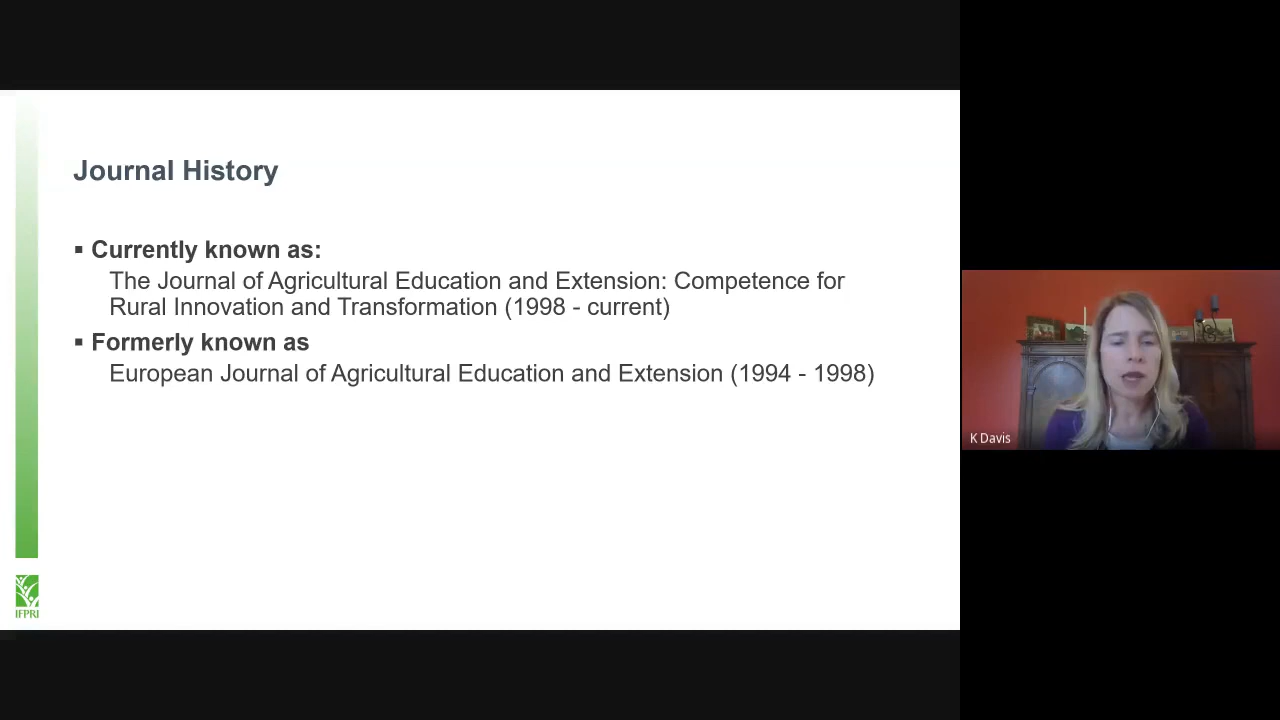 Journal History
▪ Currently known as:
The Journal of Agricultural Education and Extension: Competence for
Rural Innovation and Transformation (1998 - current)
▪ Formerly known as
European Journal of Agricultural Education and Extension (1994 - 1998)
IFPRI
K Davis